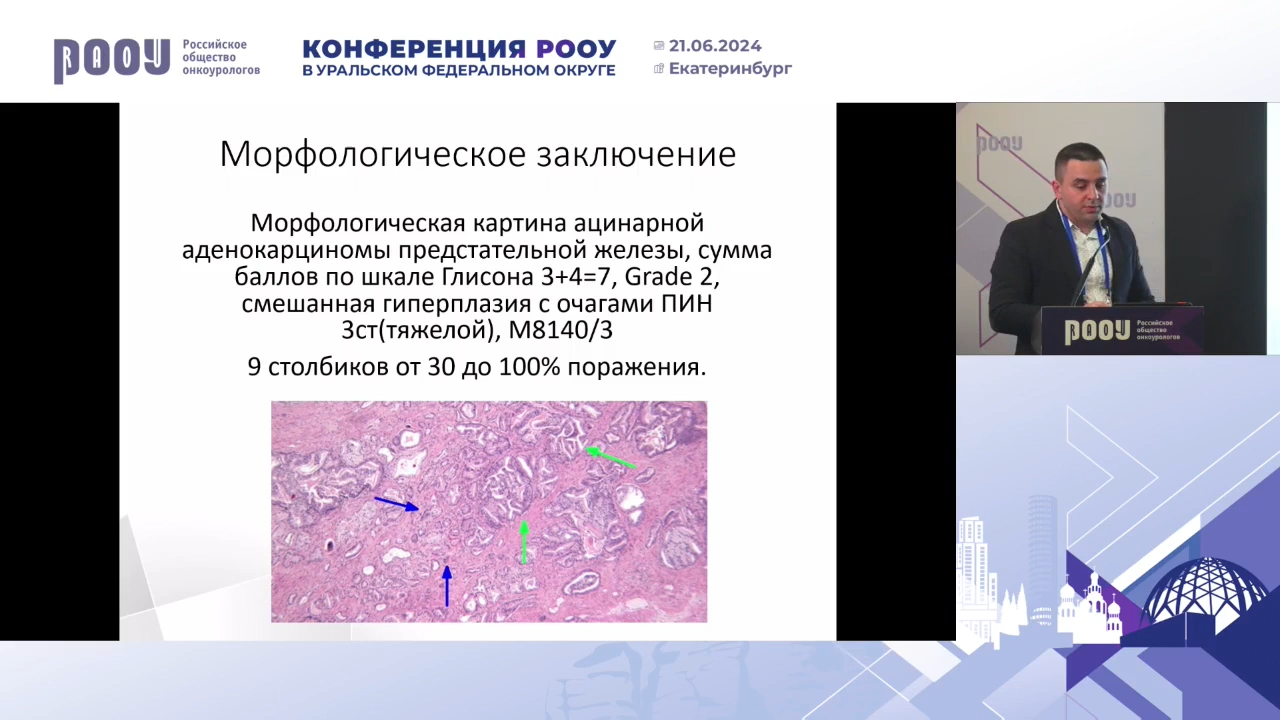 РООУ
Российское
общество
онкоурологов
КОНФЕРЕНЦИЯ РООУ
В УРАЛЬСКОМ ФЕДЕРАЛЬНОМ ОКРУГЕ
21.06.2024
Екатеринбург
Морфологическое заключение
Морфологическая картина ацинарной
аденокарциномы предстательной железы, сумма
баллов по шкале Глисона 3+4=7, Grade 2,
смешанная гиперплазия с очагами ПИН
3ст(тяжелой), М8140/3
9 столбиков от 30 до 100% поражения.
РООУ
РООУ
РООУ
Российское
общество
онкоурологов